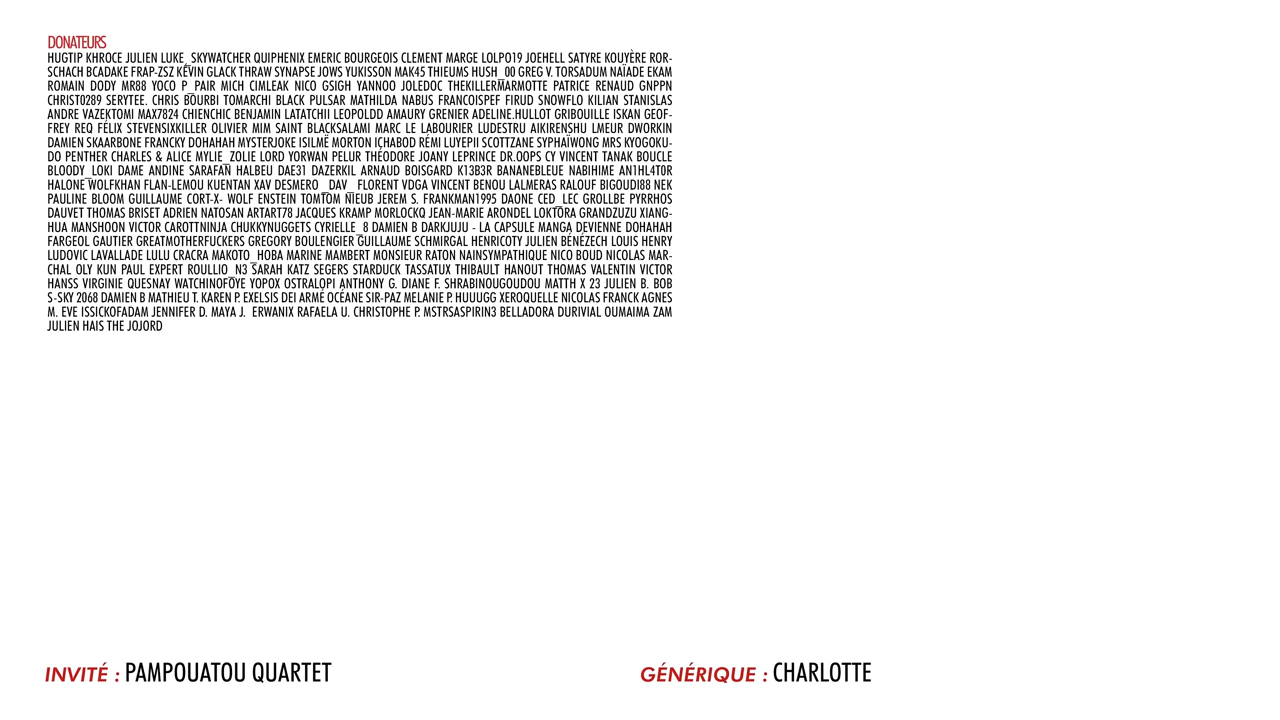 DONATEURS
HUGTIP KHROCE JULIEN LUKE_SKYWATCHER QUIPHENIX EMERIC BOURGEOIS CLEMENT MARGE LOLPO19 JOEHELL SATYRE KOUYÈRE ROR-
SCHACH BCADAKE FRAP-ZSZ KÉVIN GLACK THRAW SYNAPSE JOWS YUKISSON MAK45 THIEUMS HUSH_00 GREG V. TORSADUM NAÏADE EKAM
ROMAIN DODY MR88 YOCO P_PAIR MICH CIMLEAK NICO GSIGH YANNOO JOLEDOC THEKILLERMARMOTTE PATRICE RENAUD GNPPN
CHRIST0289 SERYTEE. CHRIS BOURBI TOMARCHI BLACK PULSAR MATHILDA NABUS FRANCOISPEF FIRUD SNOWFLO KILIAN STANISLAS
ANDRE VAZEKTOMI MAX7824 CHIENCHIC BENJAMIN LATATCHII LEOPOLDD AMAURY GRENIER ADELINE.HULLOT GRIBOUILLE ISKAN GEOF-
FREY REQ FÉLIX STEVENSIXKILLER OLIVIER MIM SAINT BLACKSALAMI MARC LE LABOURIER LUDESTRU AIKIRENSHU LMEUR DWORKIN
DAMIEN SKAARBONE FRANCKY DOHAHAH MYSTERJOKE ISILMË MORTON ICHABOD RÉMI LUYEPII SCOTTZANE SYPHAÏWONG MRS KYOGOKU-
DO PENTHER CHARLES & ALICE MYLIE_ZOLIE LORD YORWAN PELUR THÉODORE JOANY LEPRINCE DR.OOPS CY VINCENT TANAK BOUCLE
BLOODY_LOKI DAME ANDINE SARAFAN HALBEU DAE31 DAZERKIL ARNAUD BOISGARD K13B3R BANANEBLEUE NABIHIME AN1HL4T0R
HALONE WOLFKHAN FLAN-LEMOU KUENTAN XAV DESMERO _DAV_ FLORENT VDGA VINCENT BENOU LALMERAS RALOUF BIGOUDI88 NEK
PAULINE BLOOM GUILLAUME CORT-X- WOLF ENSTEIN TOMTOM NIEUB JEREM S. FRANKMAN1995 DAONE CED_LEC GROLLBE PYRRHOS
DAUVET THOMAS BRISET ADRIEN NATOSAN ARTART78 JACQUES KRAMP MORLOCKQ JEAN-MARIE ARONDEL LOKTORA GRANDZUZU XIANG-
HUA MANSHOON VICTOR CAROTTNINJA CHUKKYNUGGETS CYRIELLE_8 DAMIEN B DARKJUJU - LA CAPSULE MANGA DEVIENNE DOHAHAH
FARGEOL GAUTIER GREATMOTHERFUCKERS GREGORY BOULENGIER GUILLAUME SCHMIRGAL HENRICOTY JULIEN BÉNÉZECH LOUIS HENRY
LUDOVIC LAVALLADE LULU CRACRA MAKOTO_HOBA MARINE MAMBERT MONSIEUR RATON NAINSYMPATHIQUE NICO BOUD NICOLAS MAR-
CHAL OLY KUN PAUL EXPERT ROULLIO_N3 SARAH KATZ SEGERS STARDUCK TASSATUX THIBAULT HANOUT THOMAS VALENTIN VICTOR
HANSS VIRGINIE QUESNAY WATCHINOFOYE YOPOX OSTRALOPI ANTHONY G. DIANE F. SHRABINOUGOUDOU MATTH X 23 JULIEN B. BOB
S-SKY 2068 DAMIEN B MATHIEU T. KAREN P. EXELSIS DEI ARMÉ OCÉANE SIR-PAZ MELANIE P. HUUUGG XEROQUELLE NICOLAS FRANCK AGNES
M. EVE ISSICKOFADAM JENNIFER D. MAYA J. ERWANIX RAFAELA U. CHRISTOPHE P. MSTRSASPIRIN3 BELLADORA DURIVIAL OUMAIMA ZAM
JULIEN HAIS THE JOJORD
INVITÉ : PAMPOUATOU QUARTET
GÉNÉRIQUE : CHARLOTTE